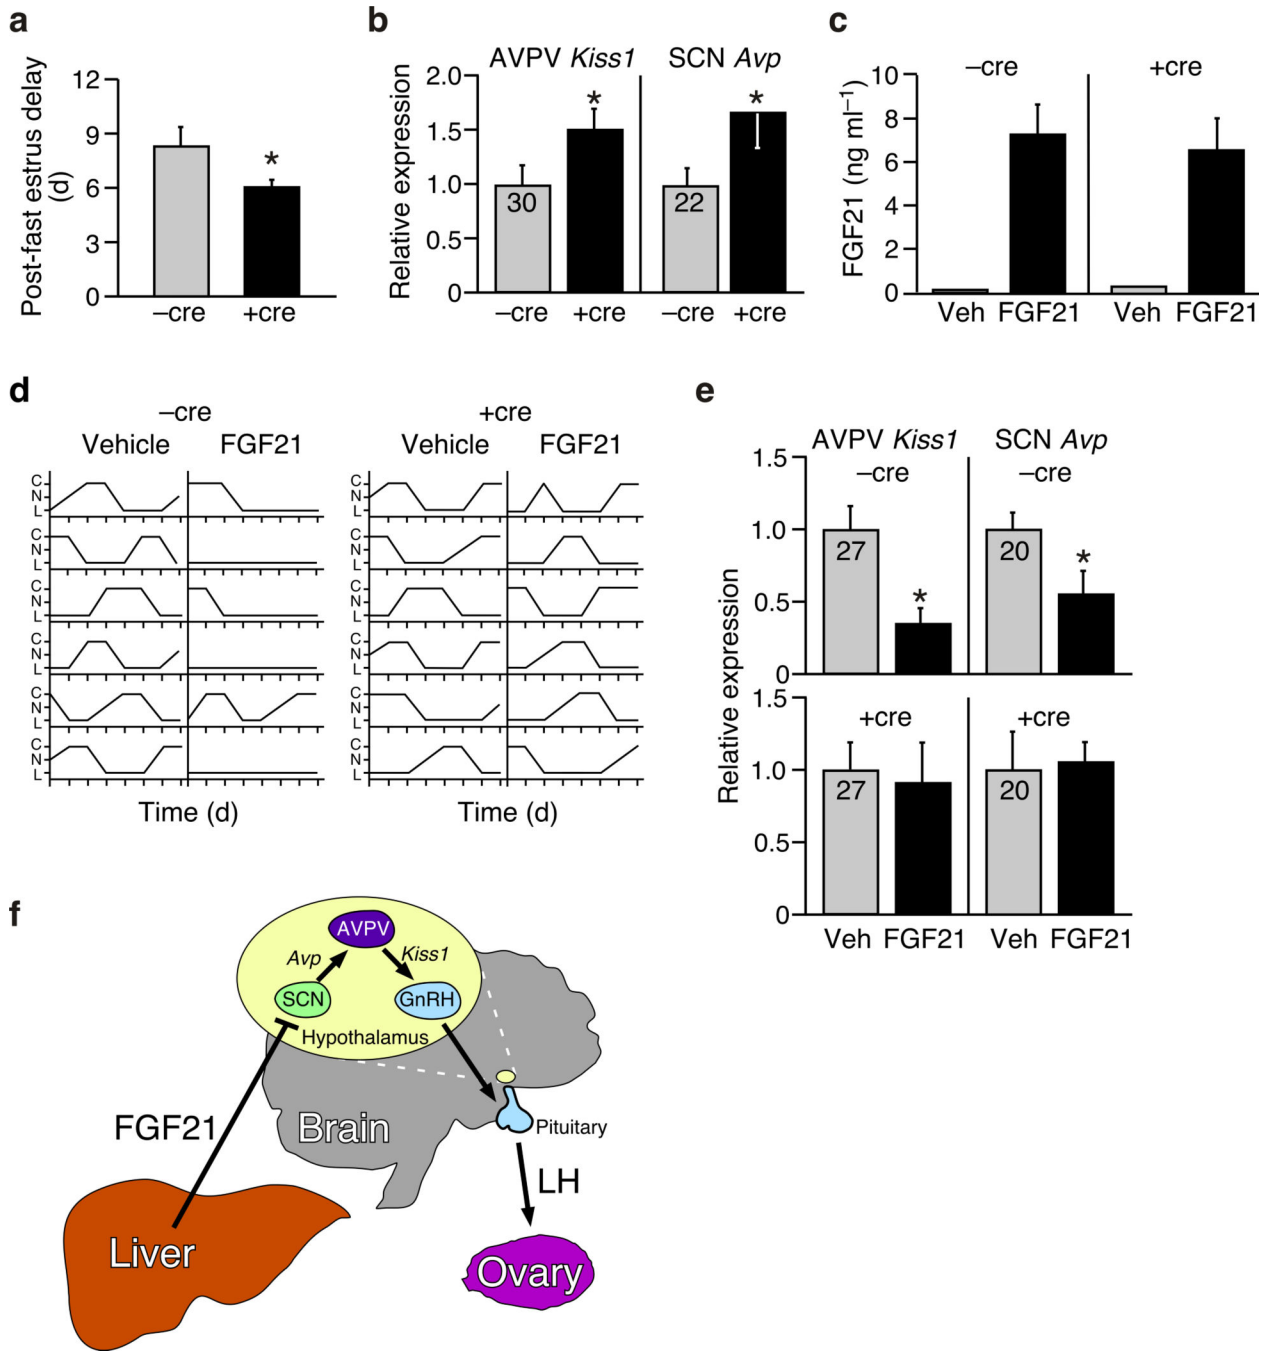 a
Post-fast estrus delay
(d)
12
9
6
3
0
*
–cre
+cre
b
AVPV Kiss1
SCN Avp
Relative expression
2.0
1.5
1.0
0.5
0
*
*
30
22
–cre
+cre
–cre
+cre
c
–cre
+cre
FGF21 (ng ml⁻¹)
10
8
6
4
2
0
Veh
FGF21
Veh
FGF21
d
–cre
+cre
Vehicle
FGF21
Vehicle
FGF21
C
N
L
C
N
L
C
N
L
C
N
L
C
N
L
C
N
L
C
N
L
C
N
L
C
N
L
C
N
L
C
N
L
C
N
L
Time (d)
Time (d)
e
AVPV Kiss1
SCN Avp
–cre
–cre
Relative expression
1.5
1.0
0.5
0
27
*
20
*
1.5
1.0
0.5
0
+cre
+cre
27
20
Veh
FGF21
Veh
FGF21
f
AVPV
Avp
Kiss1
SCN
GnRH
Hypothalamus
FGF21
Brain
Pituitary
LH
Liver
Ovary